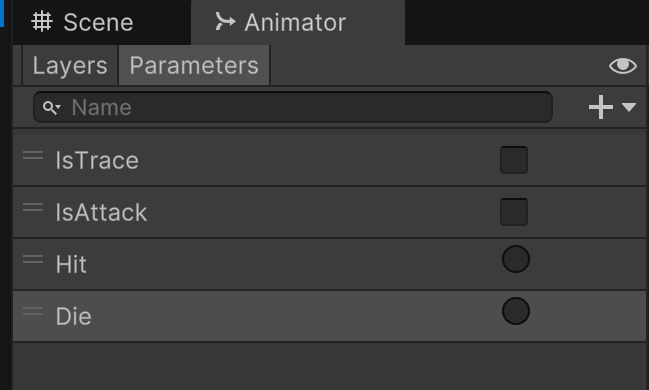 Scene Animator
Layers Parameters
Name
IsTrace
IsAttack
Hit
Die